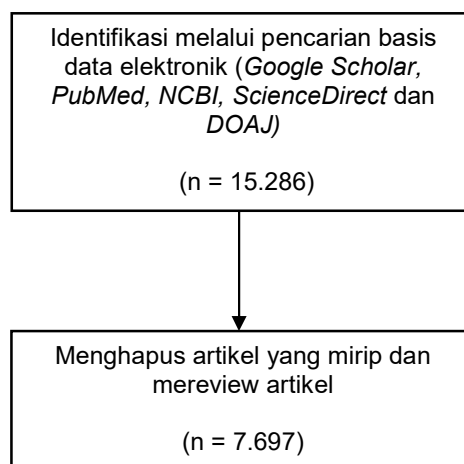 Identifikasi melalui pencarian basis
data elektronik (Google Scholar,
PubMed, NCBI, ScienceDirect dan
DOAJ)
(n = 15.286)
Menghapus artikel yang mirip dan
mereview artikel
(n = 7.697)